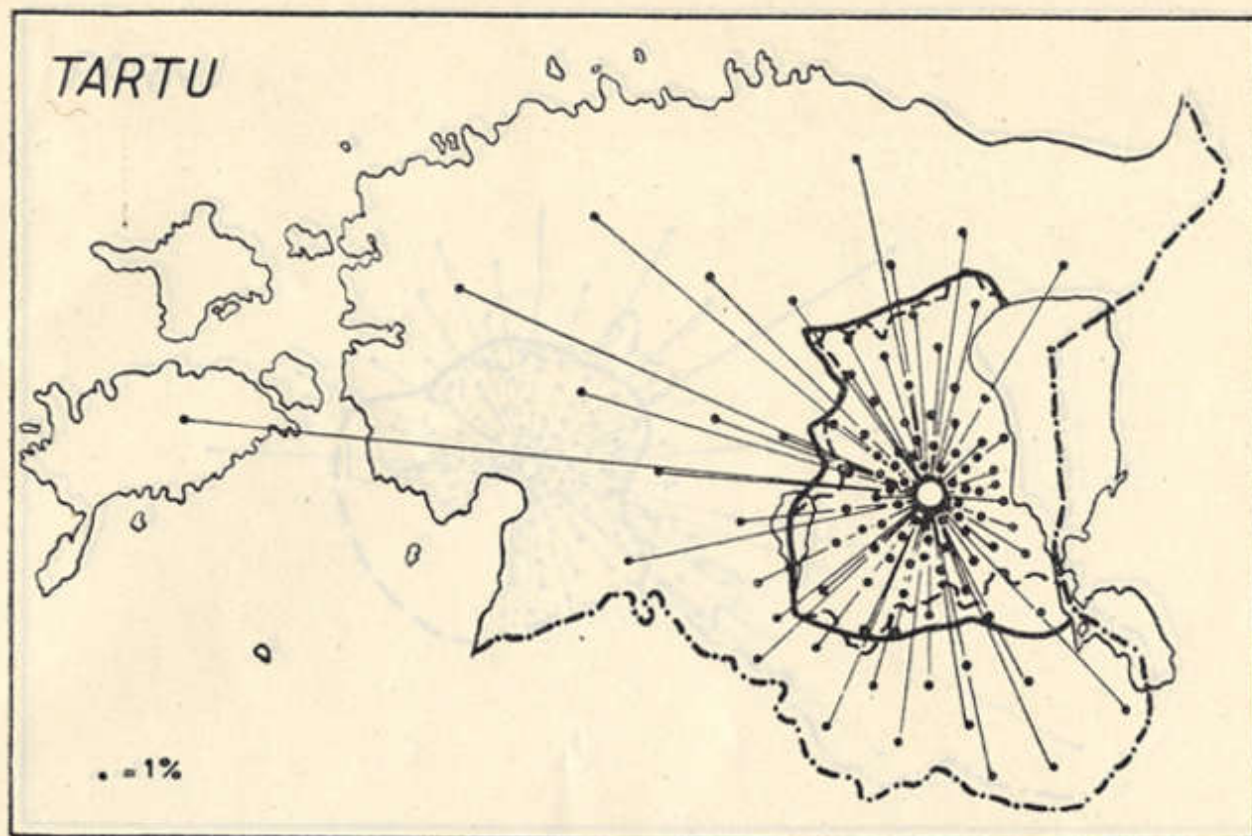 TARTU
• = 1%